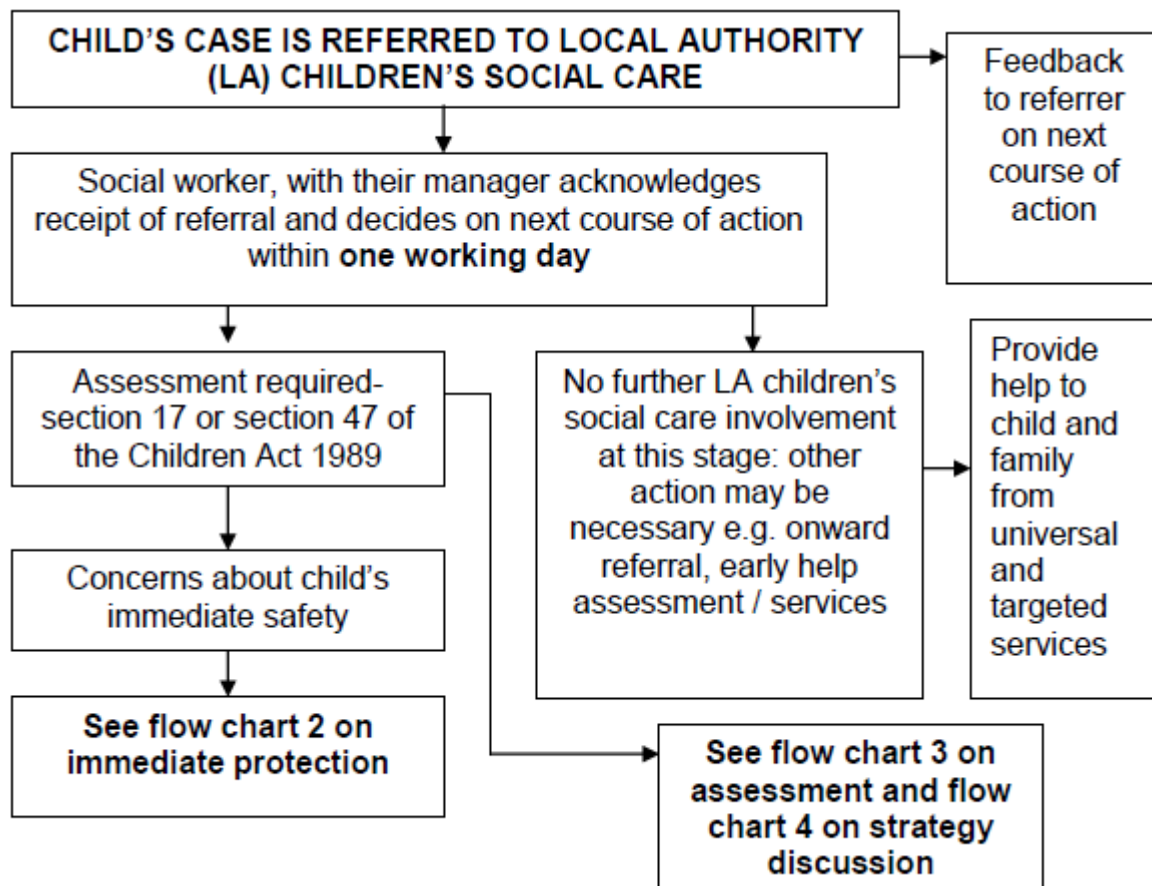 CHILD'S CASE IS REFERRED TO LOCAL AUTHORITY
(LA) CHILDREN'S SOCIAL CARE
Feedback
to referrer
on next
course of
action
Social worker, with their manager acknowledges
receipt of referral and decides on next course of action
within one working day
Assessment required-
section 17 or section 47 of
the Children Act 1989
No further LA children's
social care involvement
at this stage: other
action may be
necessary e.g. onward
referral, early help
assessment / services
Provide
help to
child and
family
from
universal
and
targeted
services
Concerns about child's
immediate safety
See flow chart 2 on
immediate protection
See flow chart 3 on
assessment and flow
chart 4 on strategy
discussion